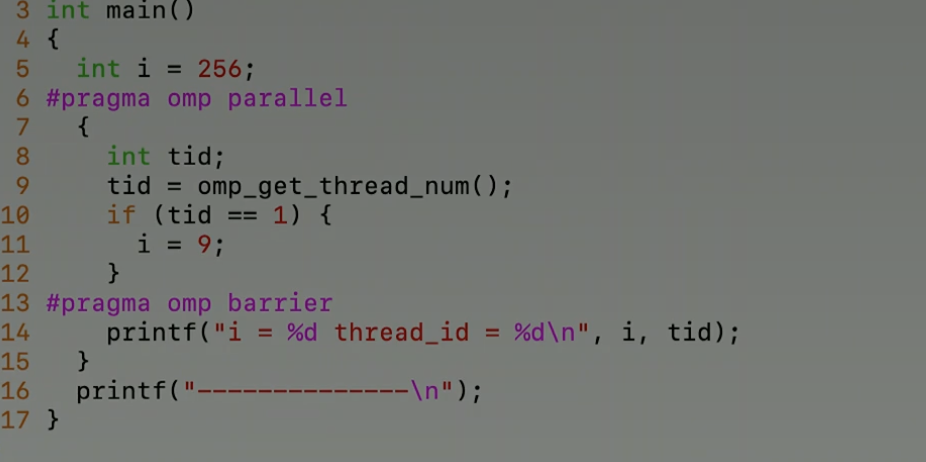 3 int main()
4 {
5   int i = 256;
6 #pragma omp parallel
7   {
8     int tid;
9     tid = omp_get_thread_num();
10     if (tid == 1) {
11       i = 9;
12     }
13 #pragma omp barrier
14     printf("i = %d thread_id = %d\n", i, tid);
15   }
16   printf("--------------\n");
17 }